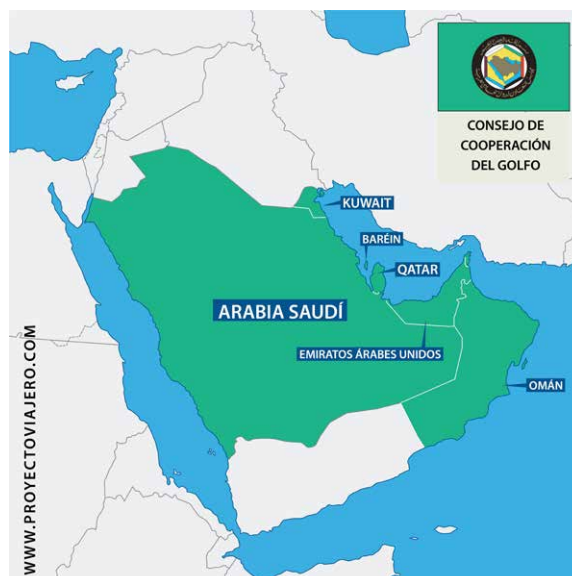 CONSEJO DE
COOPERACIÓN
DEL GOLFO
KUWAIT
BARÉIN
QATAR
ARABIA SAUDÍ
EMIRATOS ÁRABES UNIDOS
OMÁN
WWW.PROYECTOVIAJERO.COM